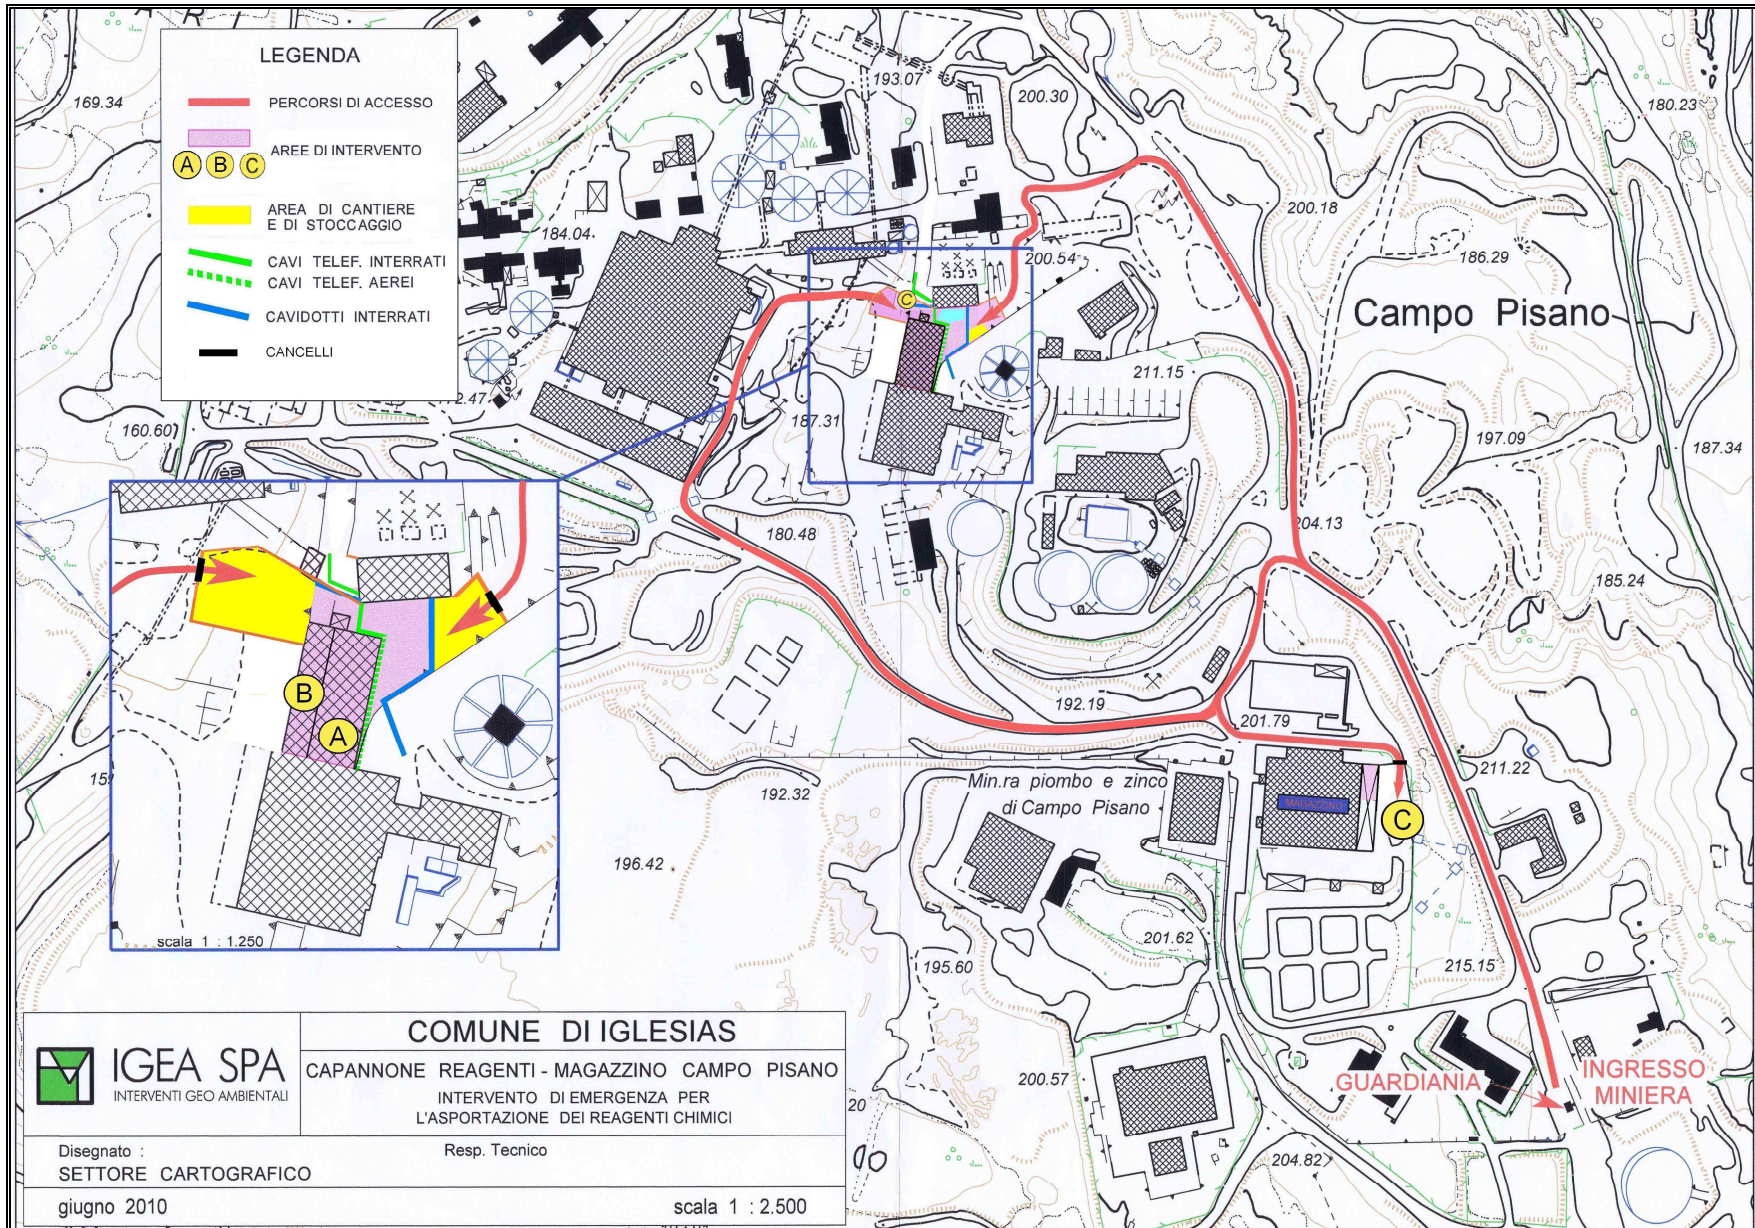 LEGENDA
PERCORSI DI ACCESSO
AREE DI INTERVENTO
A B C
AREA DI CANTIERE
E DI STOCCAGGIO
CAVI TELEF. INTERRATI
CAVI TELEF. AEREI
CAVIDOTTI INTERRATI
CANCELLI
169.34
193.07
200.30
180.23
200.18
184.04
200.54
186.29
Campo Pisano
C
211.15
187.31
160.60
197.09
187.34
180.48
204.13
185.24
B
A
192.19
201.79
211.22
Min.ra piombo e zinco
di Campo Pisano
192.32
MAGAZZINO
C
196.42
scala 1 : 1.250
201.62
195.60
215.15
200.57
GUARDIANIA
INGRESSO
MINIERA
204.82
IGEA SPA
INTERVENTI GEO AMBIENTALI
COMUNE DI IGLESIAS
CAPANNONE REAGENTI - MAGAZZINO CAMPO PISANO
INTERVENTO DI EMERGENZA PER
L'ASPORTAZIONE DEI REAGENTI CHIMICI
Disegnato :
SETTORE CARTOGRAFICO
Resp. Tecnico
giugno 2010
scala 1 : 2.500